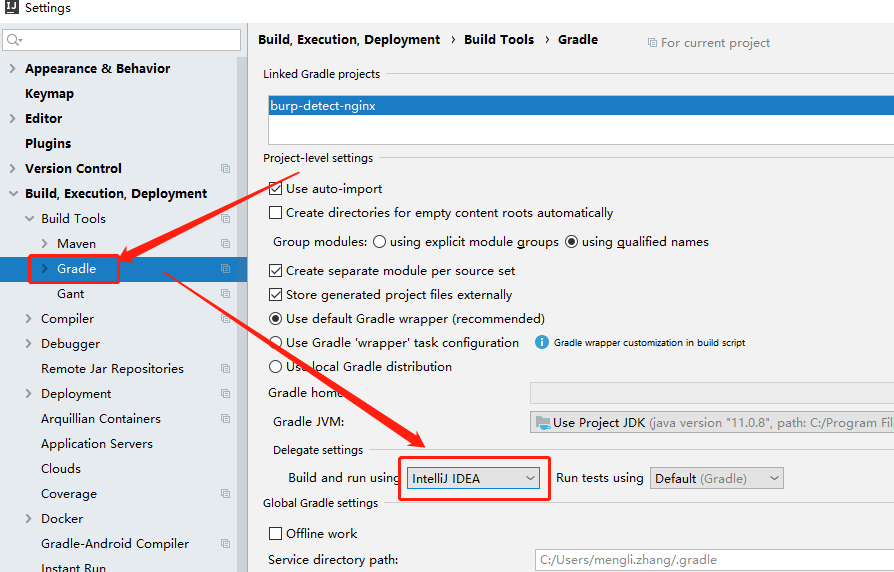 Settings
Appearance & Behavior
Keymap
Editor
Plugins
Version Control
Build, Execution, Deployment
Build Tools
Maven
Gradle
Gant
Compiler
Debugger
Remote Jar Repositories
Deployment
Arquillian Containers
Application Servers
Clouds
Coverage
Docker
Gradle-Android Compiler
Instant Run
Build, Execution, Deployment › Build Tools › Gradle For current project
Linked Gradle projects
burp-detect-nginx
Project-level settings
Use auto-import
Create directories for empty content roots automatically
Group modules: using explicit module groups using qualified names
Create separate module per source set
Store generated project files externally
Use default Gradle wrapper (recommended)
Use Gradle 'wrapper' task configuration Gradle wrapper customization in build script
Use local Gradle distribution
Gradle home
Gradle JVM: Use Project JDK (java version "11.0.8", path: C:/Program Fil
Delegate settings
Build and run using IntelliJ IDEA Run tests using Default (Gradle)
Global Gradle settings
Offline work
Service directory path: C:/Users/mengli.zhang/.gradle